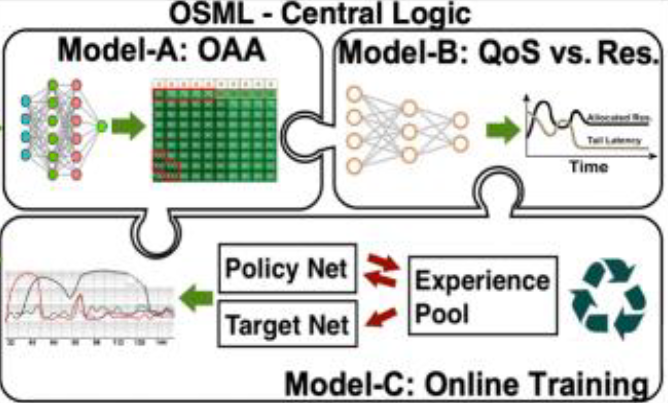 OSML - Central Logic
Model-A: OAA
Model-B: QoS vs. Res.
Allocated Res.
Tail Latency
Time
Policy Net
Target Net
Experience
Pool
Model-C: Online Training